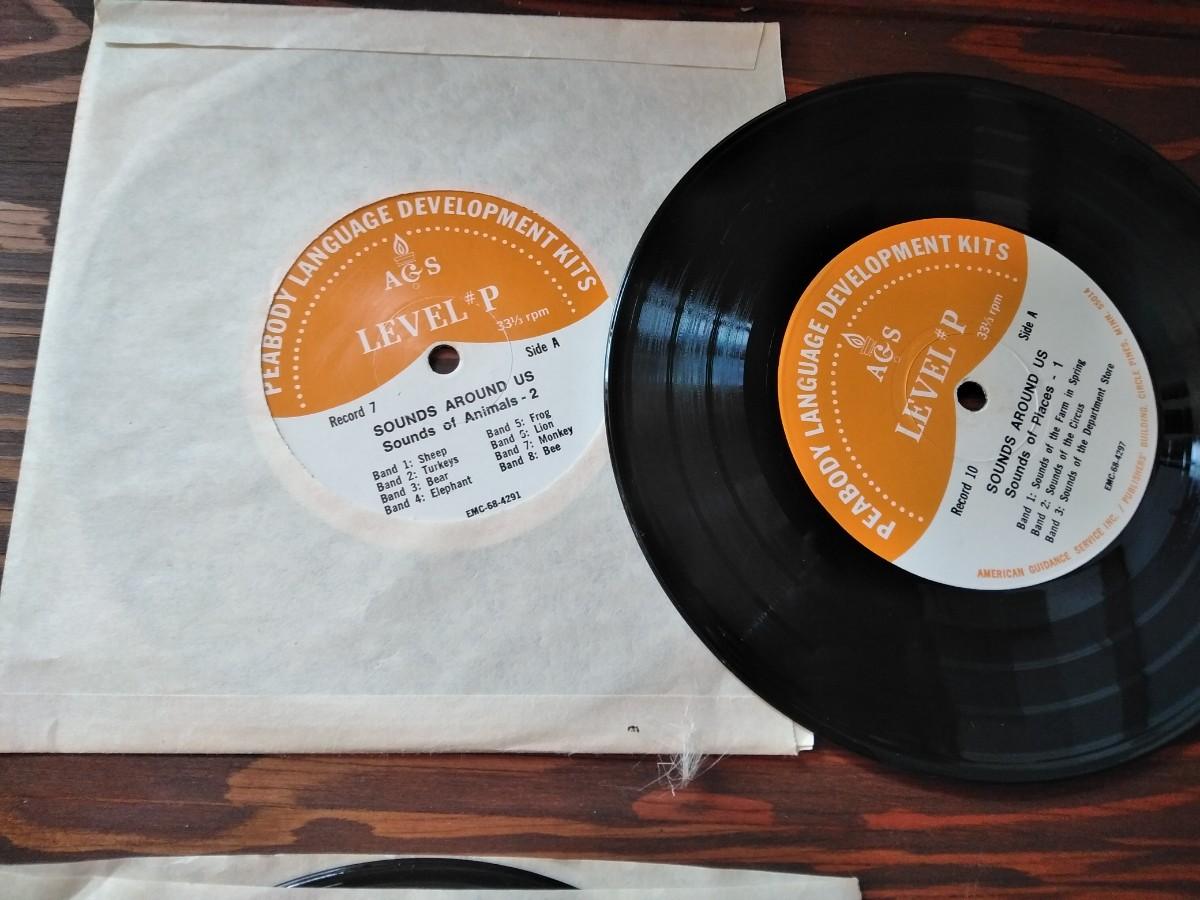 PEABODY LANGUAGE DEVELOPMENT KITS
AGS
LEVEL #P
33⅓ rpm
Side A
Record 7
SOUNDS AROUND US
Sounds of Animals - 2
Band 1: Sheep
Band 2: Turkeys
Band 3: Bear
Band 4: Elephant
Band 5: Frog
Band 6: Lion
Band 7: Monkey
Band 8: Bee
EMC-68-4291
PEABODY LANGUAGE DEVELOPMENT KITS
AGS
LEVEL #P
33⅓ rpm
Side A
Record 10
SOUNDS AROUND US
Sounds of Places - 1
Band 1: Sounds of the Farm in Spring
Band 2: Sounds of the Circus
Band 3: Sounds of the Department Store
EMC-68-4297
AMERICAN GUIDANCE SERVICE INC. / PUBLISHERS' BUILDING, CIRCLE PINES, MINN. 55014